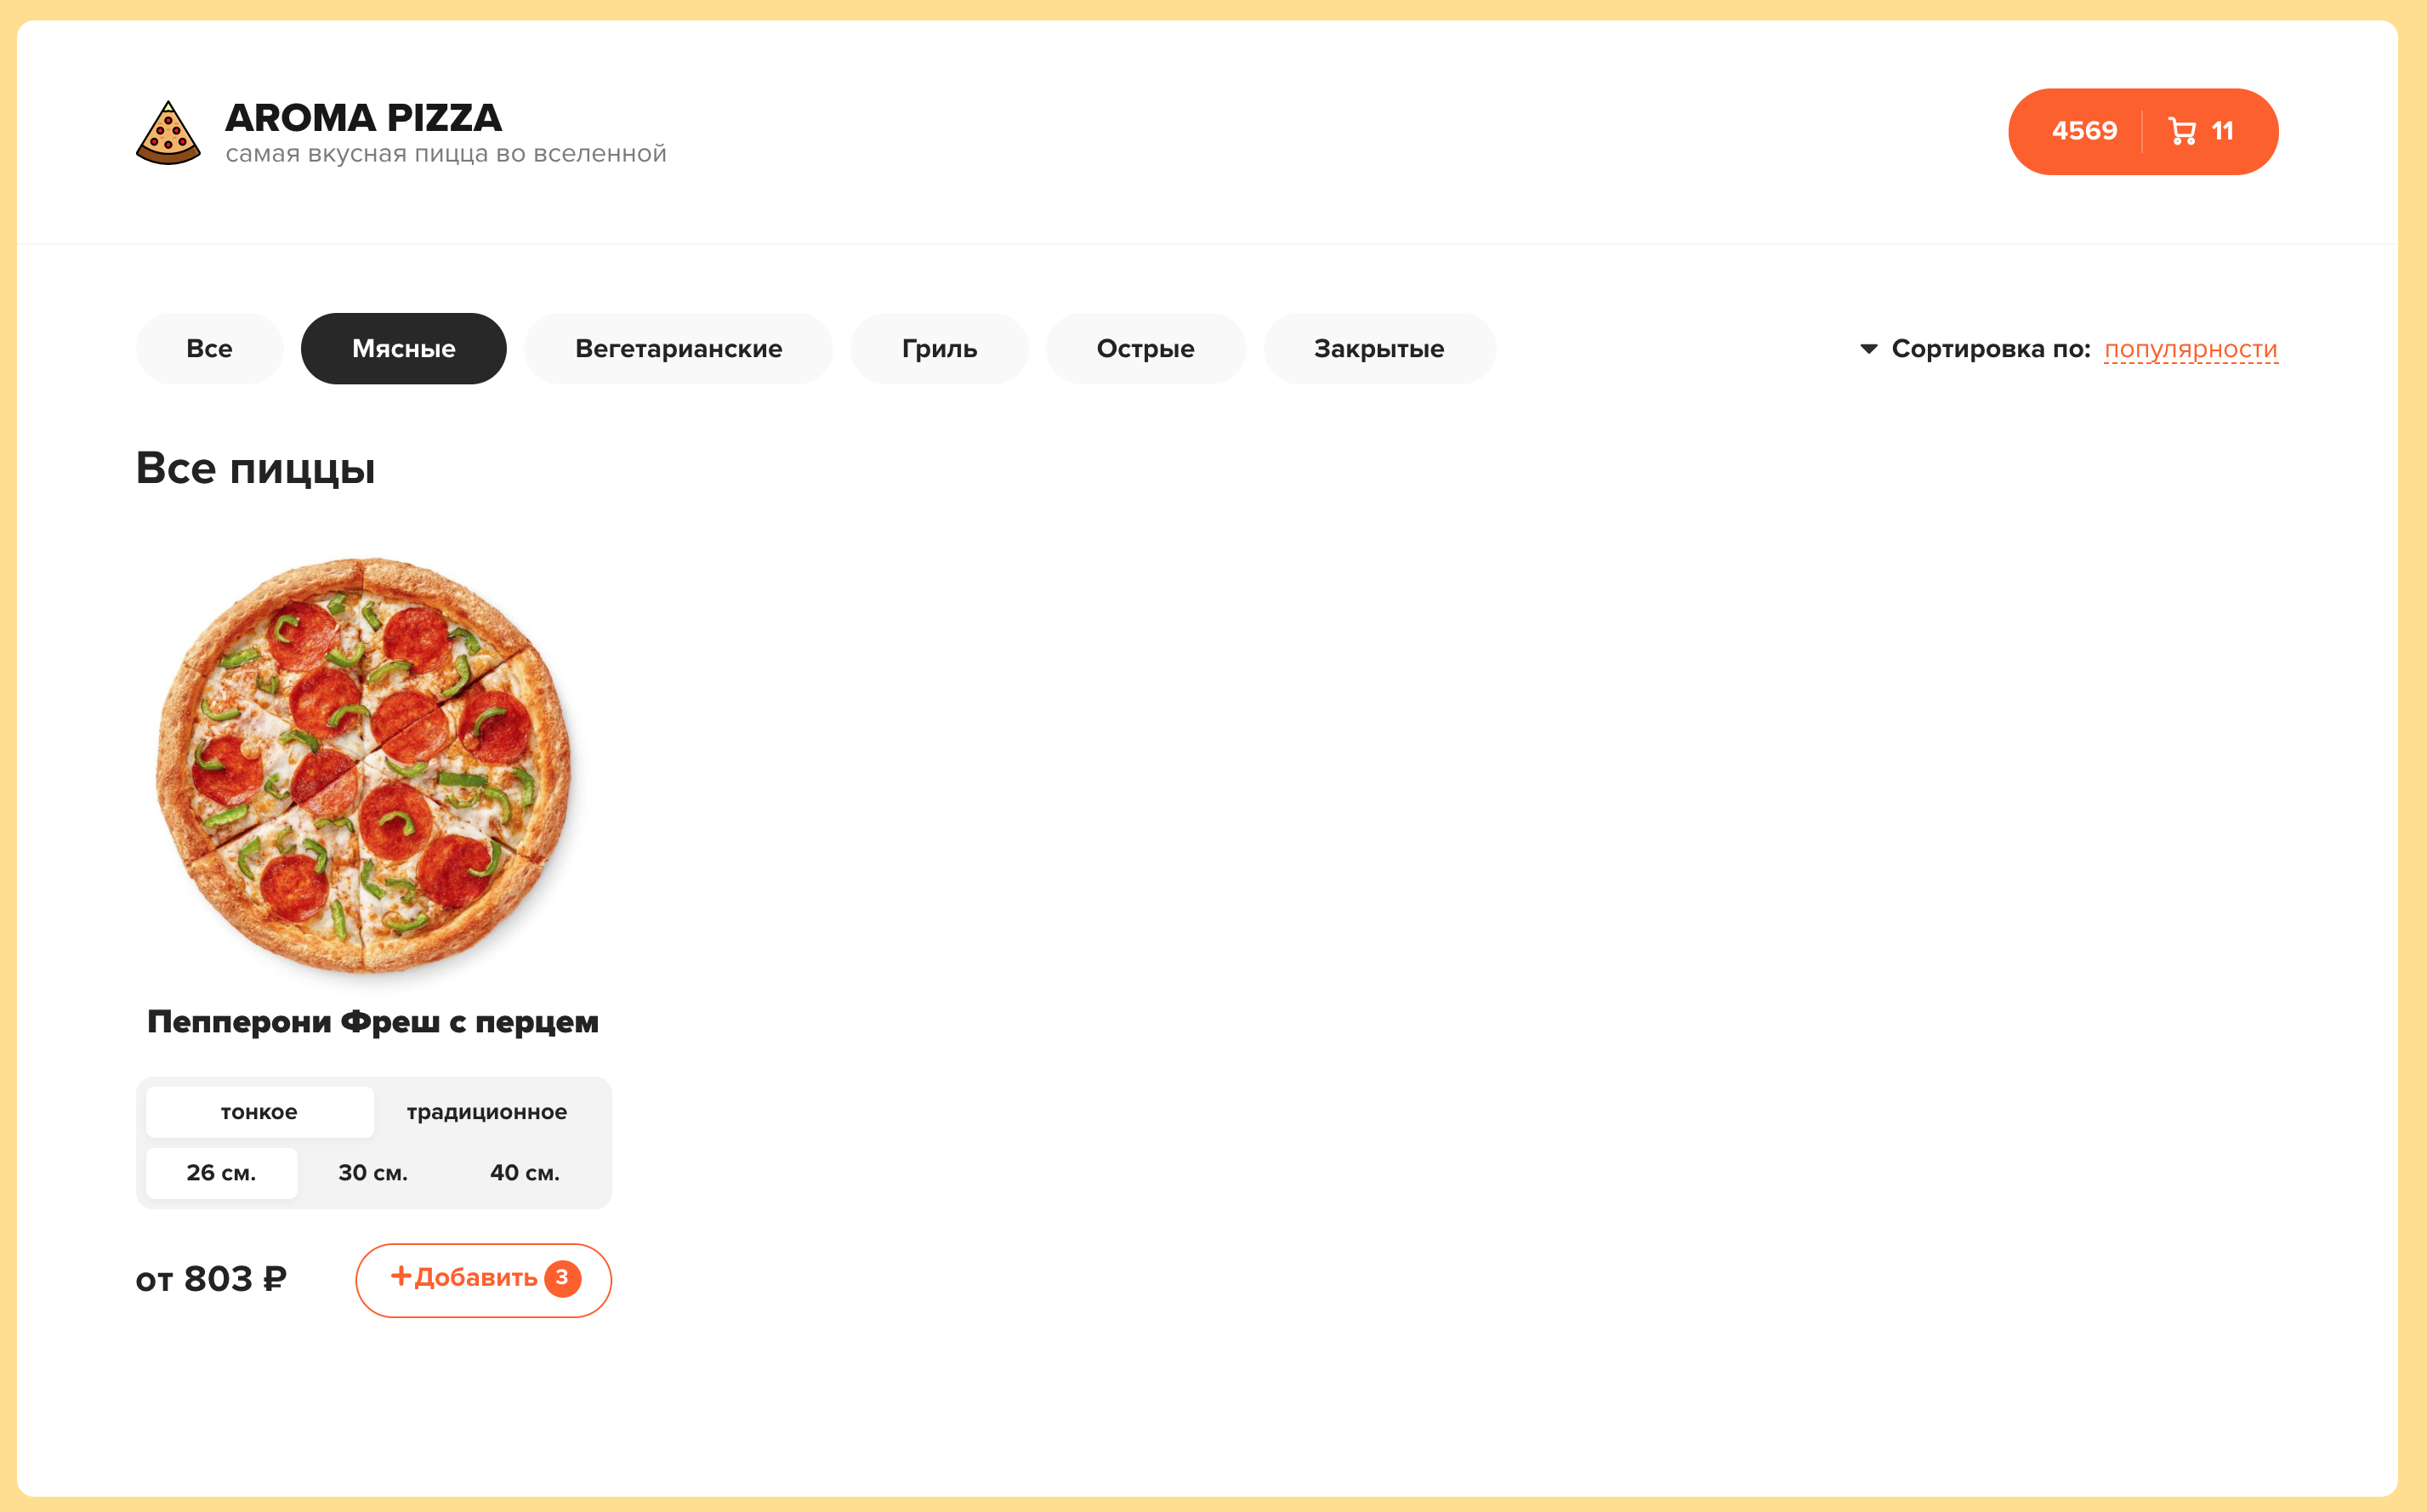 AROMA PIZZA
самая вкусная пицца во вселенной
4569 11
Все Мясные Вегетарианские Гриль Острые Закрытые Сортировка по: популярности
Все пиццы
Пепперони Фреш с перцем
тонкое традиционное
26 см. 30 см. 40 см.
от 803 ₽ +Добавить 3